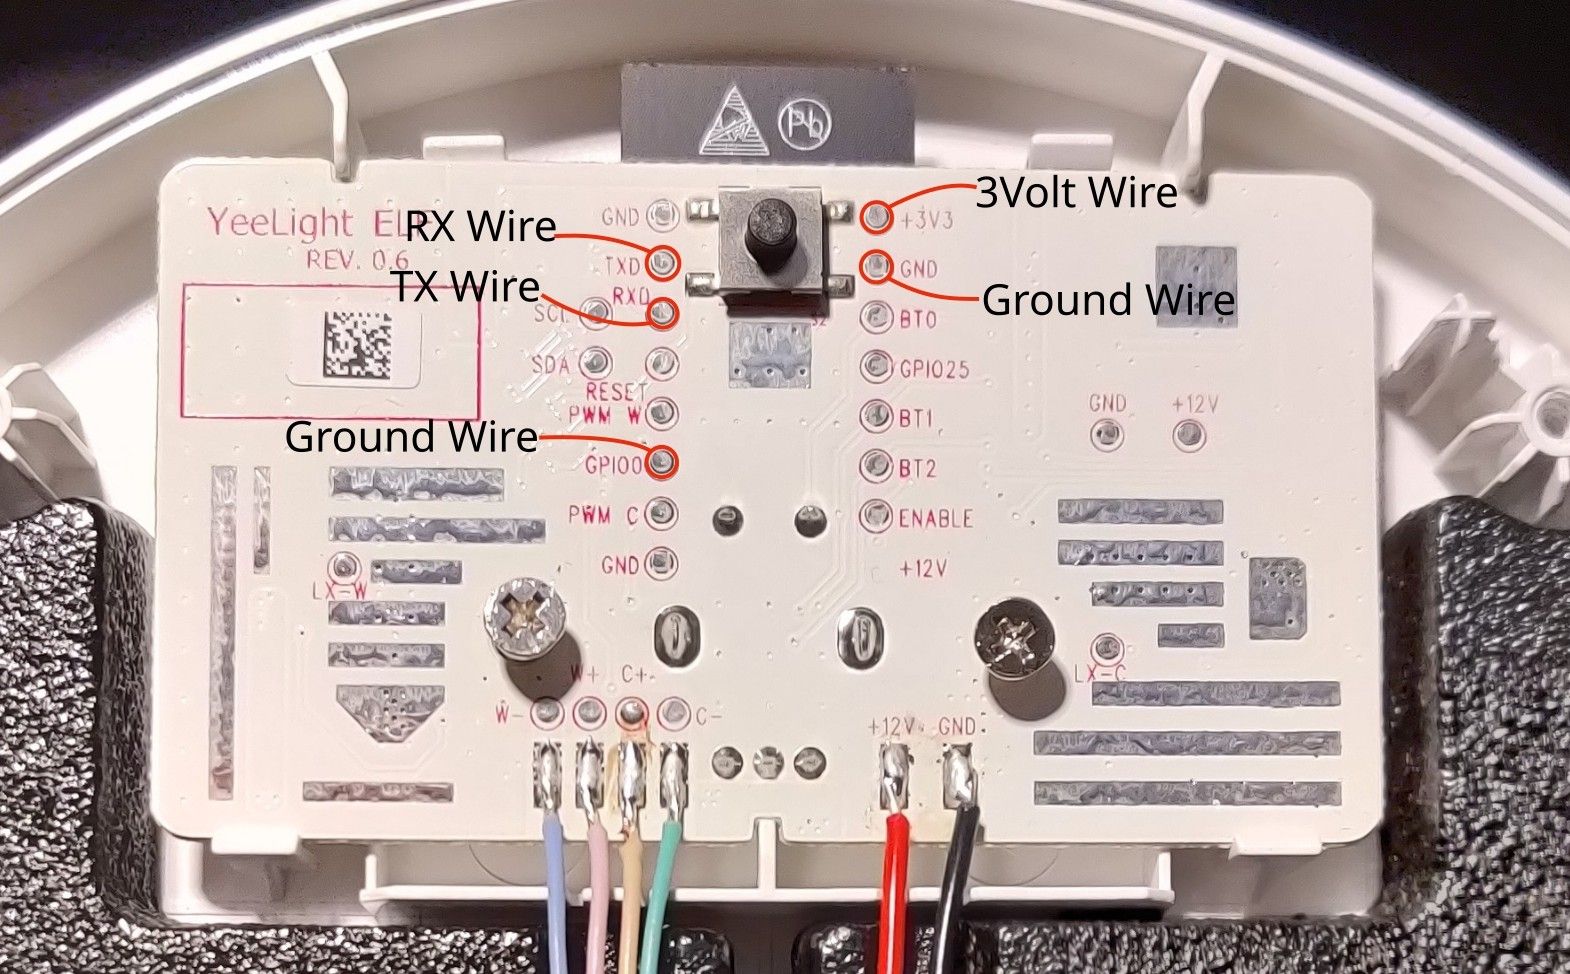 Pb
3Volt Wire
YeeLight
GND
+3V3
RX Wire
REV. 0.6
TXD
GND
TX Wire
RXD
Ground Wire
SCL
S2
BT0
SDA
GPIO25
RESET
GND
+12V
PWM W
BT1
Ground Wire
GPIO0
BT2
PWM C
ENABLE
GND
+12V
LX-W
W+
C+
LX-C
W-
C-
+12V
GND